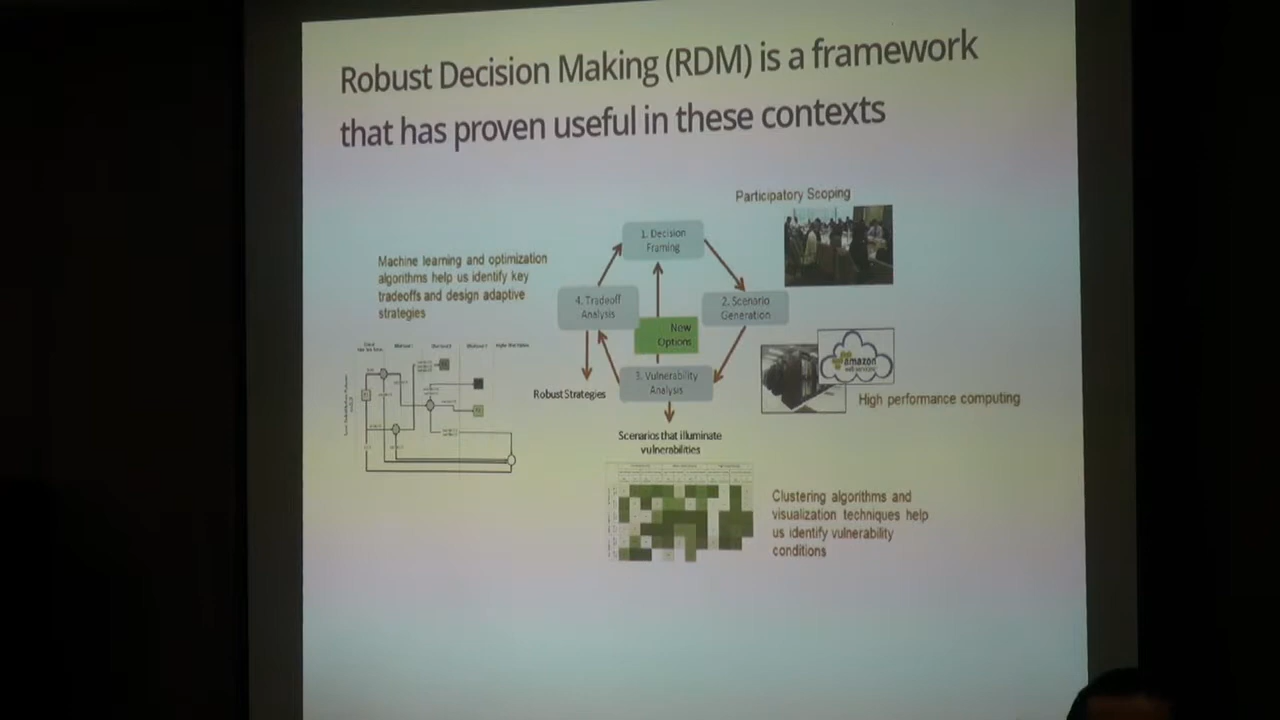 Robust Decision Making (RDM) is a framework
that has proven useful in these contexts
Participatory Scoping
1. Decision
Framing
Machine learning and optimization
algorithms help us identify key
tradeoffs and design adaptive
strategies
4. Tradeoff
Analysis
2. Scenario
Generation
New
Options
3. Vulnerability
Analysis
Robust Strategies
amazon
web services
High performance computing
Scenarios that illuminate
vulnerabilities
Clustering algorithms and
visualization techniques help
us identify vulnerability
conditions